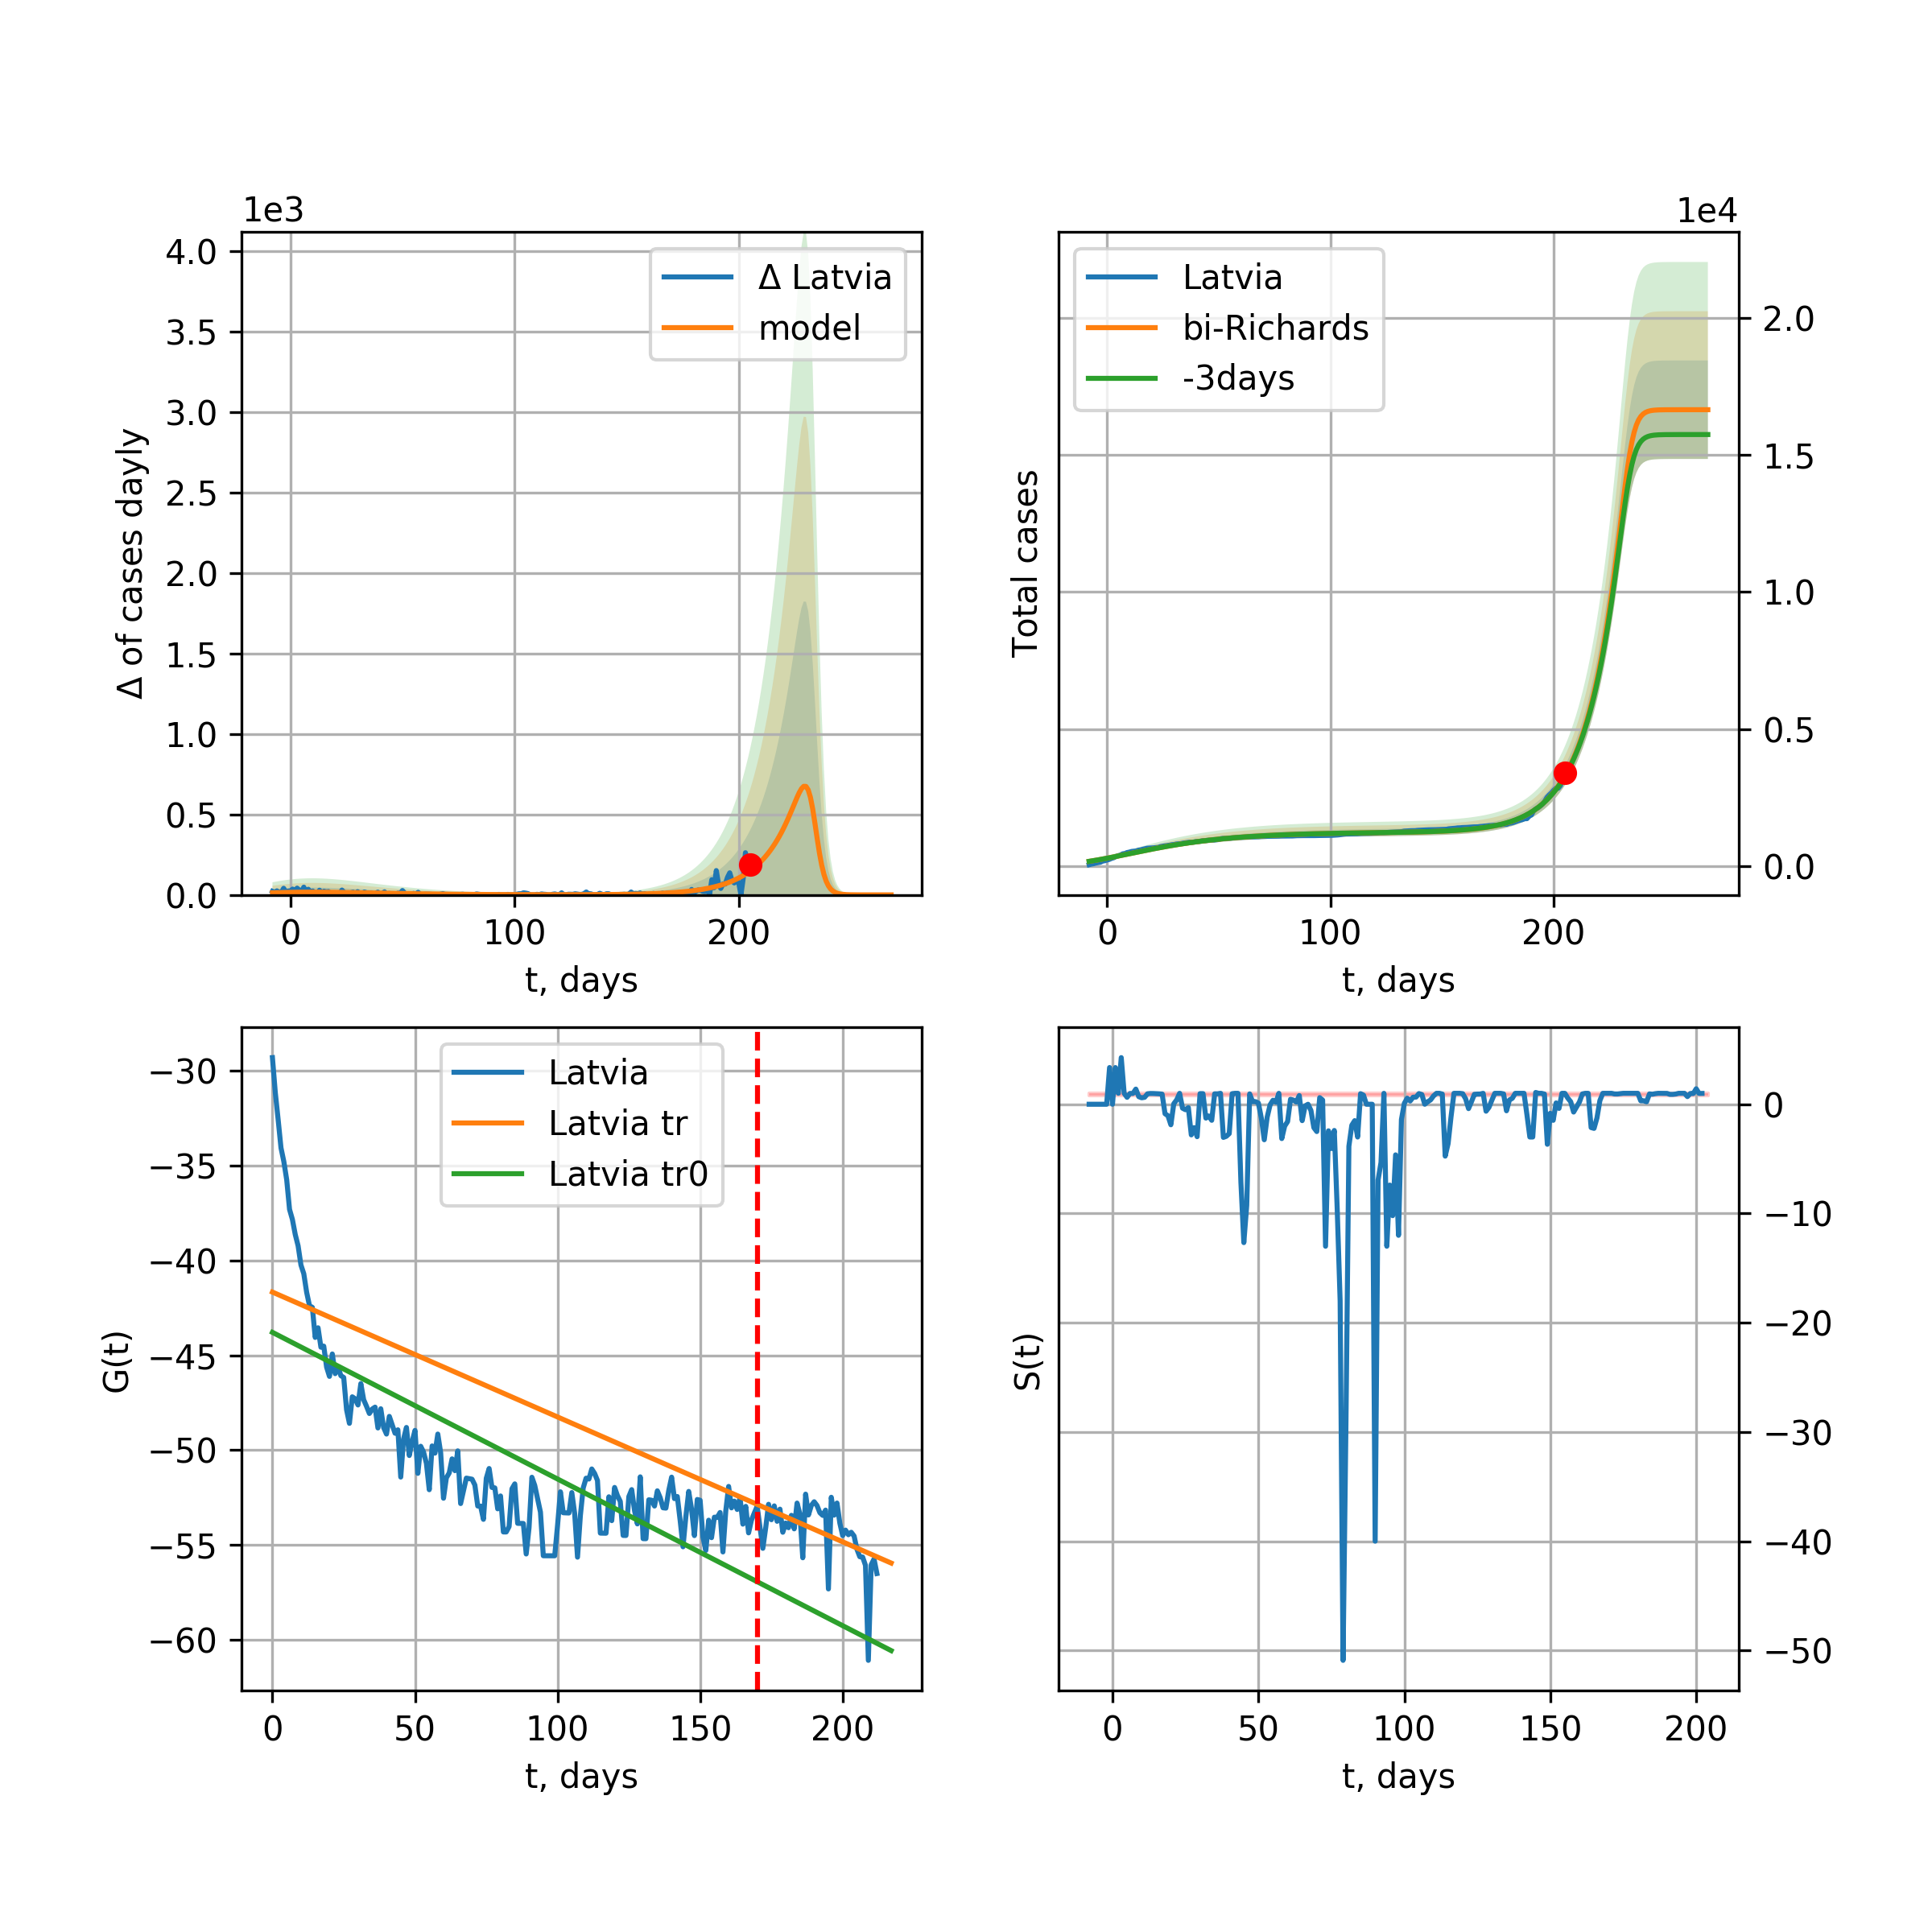 1e3
4.0
3.5
3.0
2.5
2.0
1.5
1.0
0.5
0.0
Δ of cases dayly
Δ Latvia
model
0 100 200
t, days
1e4
Latvia
bi-Richards
-3days
Total cases
2.0
1.5
1.0
0.5
0.0
0 100 200
t, days
−30
−35
−40
−45
−50
−55
−60
G(t)
Latvia
Latvia tr
Latvia tr0
0 50 100 150 200
t, days
S(t)
0
−10
−20
−30
−40
−50
0 50 100 150 200
t, days